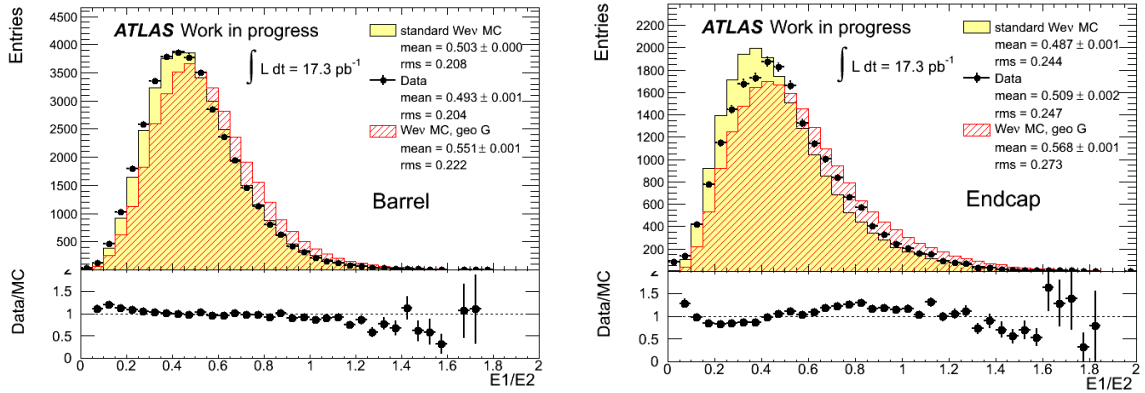 ATLAS Work in progress
∫ L dt = 17.3 pb⁻¹
standard Weν MC
mean = 0.503 ± 0.000
rms = 0.208
Data
mean = 0.493 ± 0.001
rms = 0.204
Weν MC, geo G
mean = 0.551 ± 0.001
rms = 0.222
Barrel
Entries
4500
4000
3500
3000
2500
2000
1500
1000
500
Data/MC
2
1.5
1
0.5
0
0 0.2 0.4 0.6 0.8 1 1.2 1.4 1.6 1.8 2
E1/E2
ATLAS Work in progress
∫ L dt = 17.3 pb⁻¹
standard Weν MC
mean = 0.487 ± 0.001
rms = 0.244
Data
mean = 0.509 ± 0.002
rms = 0.247
Weν MC, geo G
mean = 0.568 ± 0.001
rms = 0.273
Endcap
Entries
2200
2000
1800
1600
1400
1200
1000
800
600
400
200
Data/MC
2
1.5
1
0.5
0
0 0.2 0.4 0.6 0.8 1 1.2 1.4 1.6 1.8 2
E1/E2